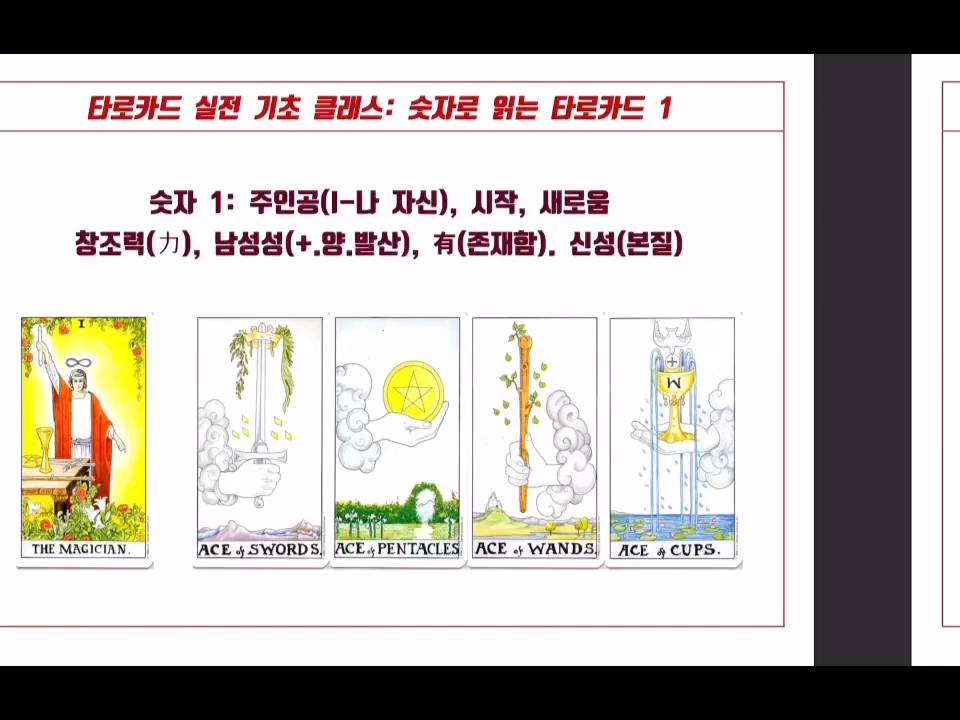 타로카드 실전 기초 클래스: 숫자로 읽는 타로카드 1
숫자 1: 주인공(I-나 자신), 시작, 새로움
창조력(力), 남성성(+.양.발산), 有(존재함). 신성(본질)
I
THE MAGICIAN.
ACE of SWORDS.
ACE of PENTACLES
ACE of WANDS.
W
ACE of CUPS.